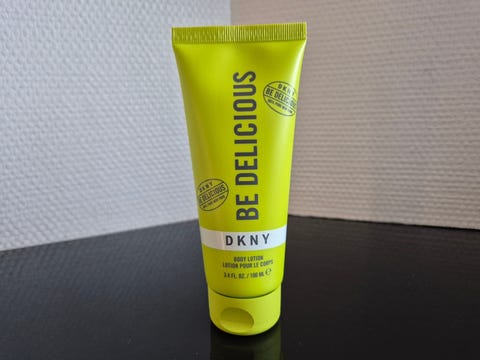 BE DELICIOUS
DKNY
BE DELICIOUS
DKNY
BE DELICIOUS
DKNY
BODY LOTION
LOTION POUR LE CORPS
3.4 FL. OZ. / 100 ML ℮